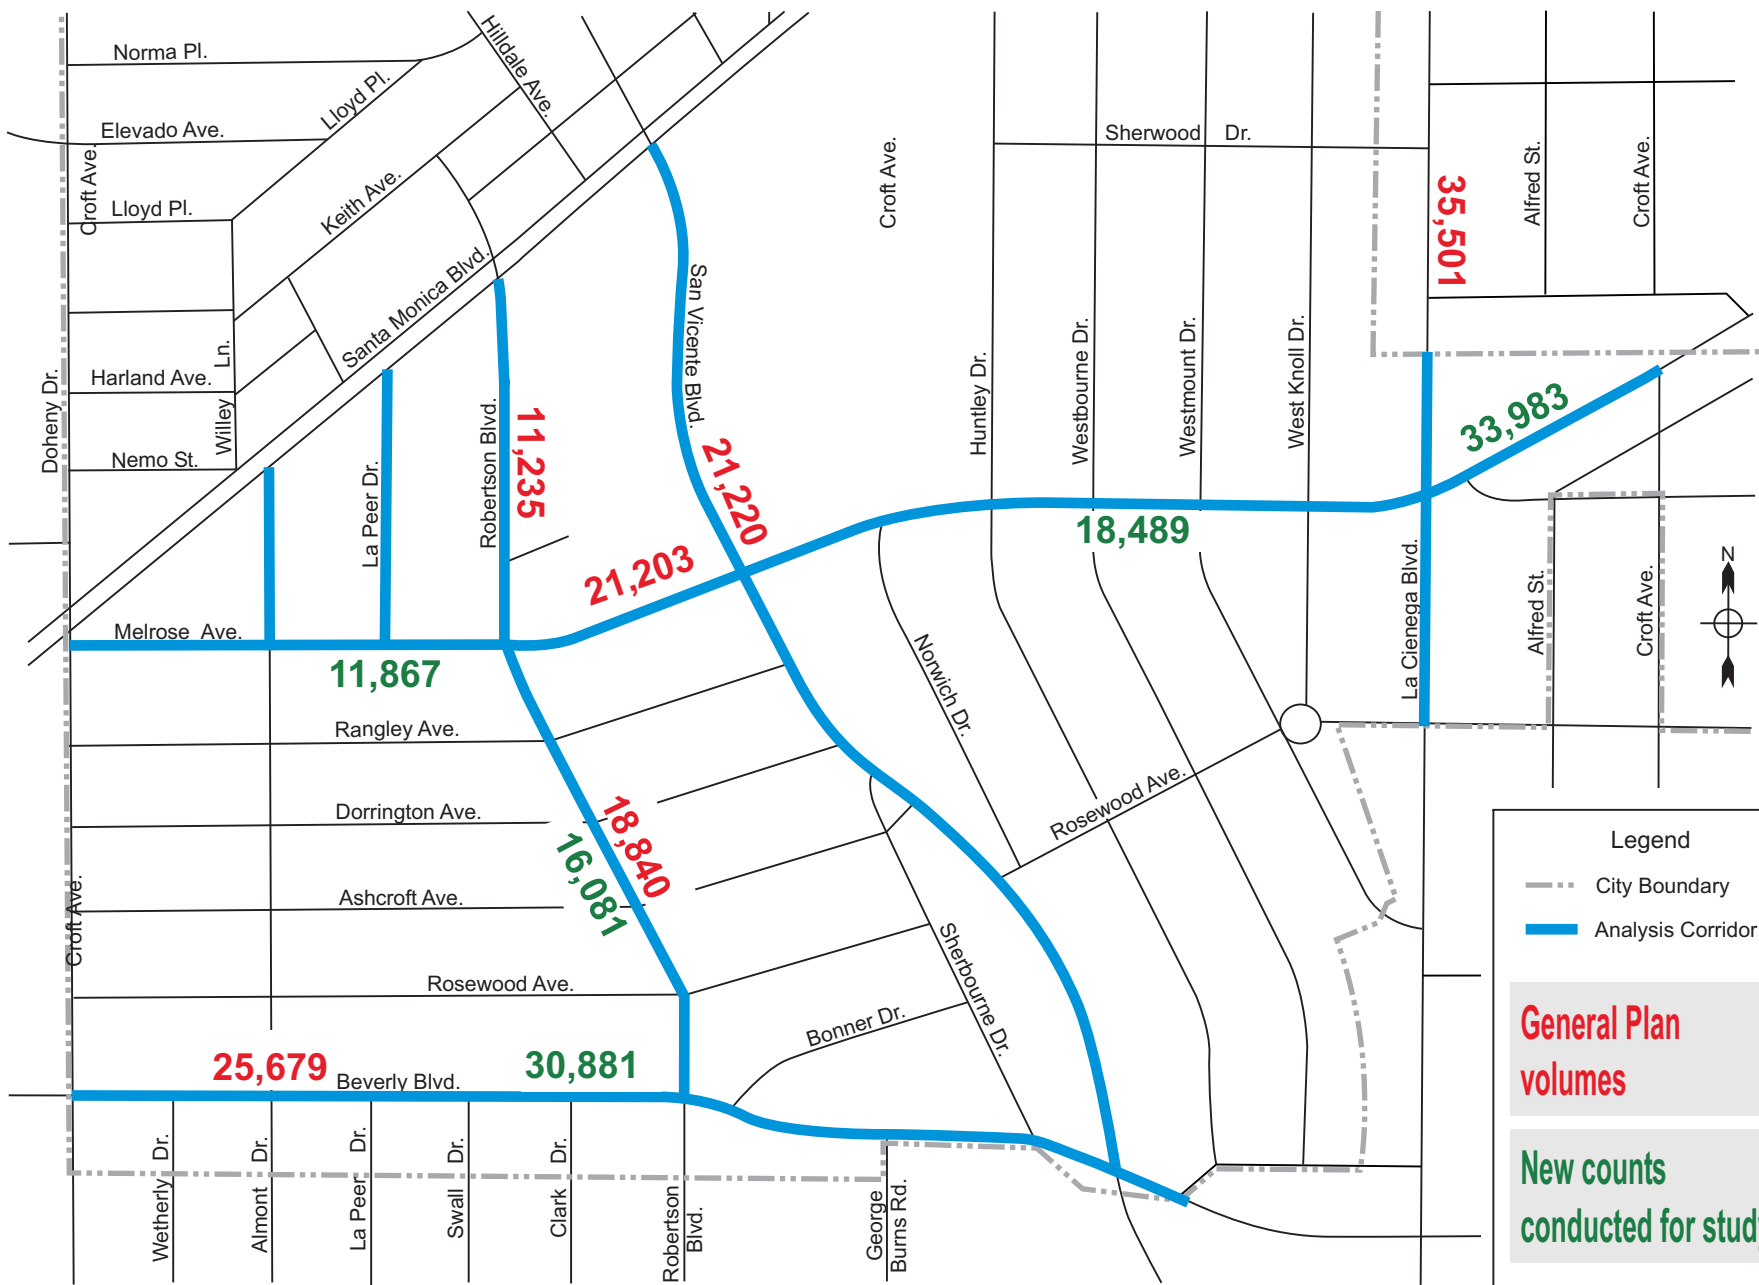 Norma Pl.
Hilldale Ave.
Lloyd Pl.
Elevado Ave.
Croft Ave.
Lloyd Pl.
Keith Ave.
Santa Monica Blvd.
San Vicente Blvd.
Croft Ave.
Sherwood Dr.
35,501
Alfred St.
Croft Ave.
Doheny Dr.
Harland Ave.
Willey Ln.
Nemo St.
La Peer Dr.
Robertson Blvd.
11,235
21,220
Huntley Dr.
Westbourne Dr.
Westmount Dr.
West Knoll Dr.
33,983
18,489
21,203
La Cienega Blvd.
Alfred St.
Croft Ave.
N
Melrose Ave.
11,867
Norwich Dr.
Rangley Ave.
Rosewood Ave.
Dorrington Ave.
18,840
16,081
Ashcroft Ave.
Croft Ave.
Sherbourne Dr.
Rosewood Ave.
Bonner Dr.
25,679
Beverly Blvd.
30,881
Wetherly Dr.
Almont Dr.
La Peer Dr.
Swall Dr.
Clark Dr.
Robertson
Blvd.
George
Burns Rd.
Legend
City Boundary
Analysis Corridor
General Plan
volumes
New counts
conducted for study